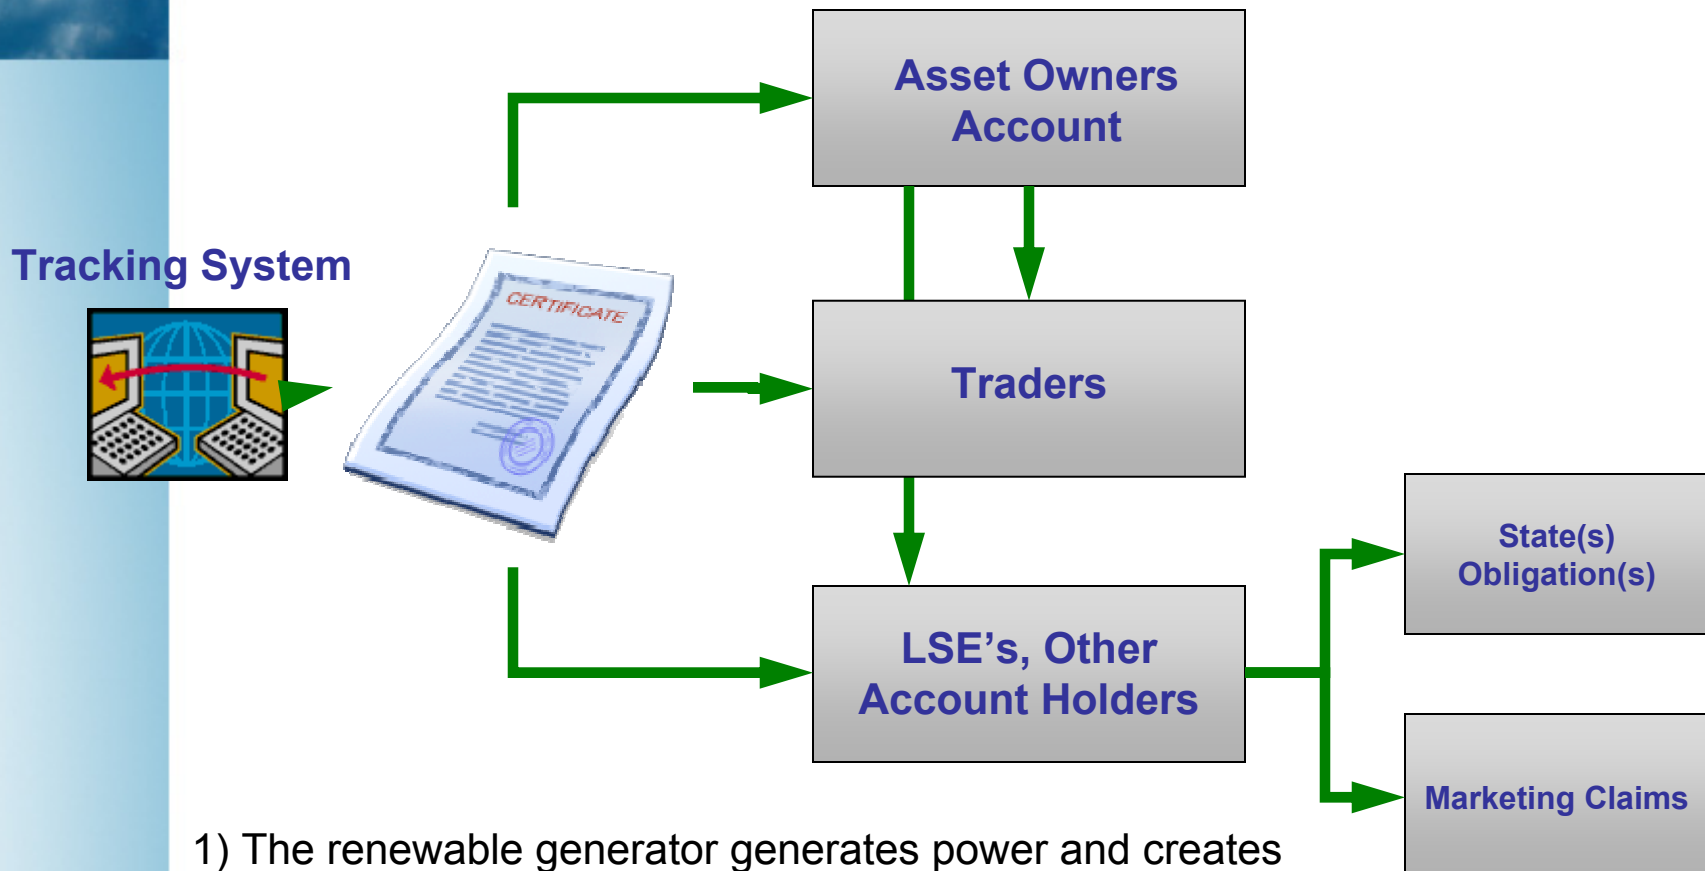 Asset Owners
Account
Tracking System
CERTIFICATE
Traders
State(s)
Obligation(s)
LSE’s, Other
Account Holders
Marketing Claims
1) The renewable generator generates power and creates